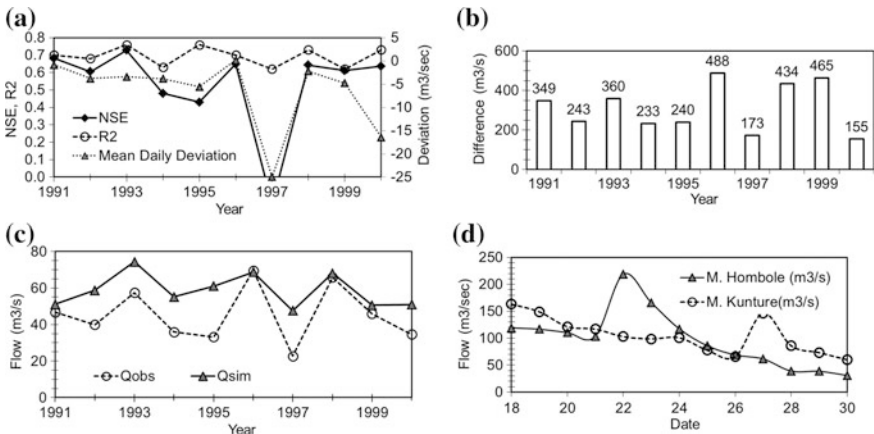 (a)
0.8
0.7
0.6
0.5
0.4
0.3
0.2
0.1
0.0
NSE, R2
5
0
-5
-10
-15
-20
-25
Deviation (m3/sec)
NSE
R2
Mean Daily Deviation
1991 1993 1995 1997 1999
Year
(b)
600
400
200
0
Difference (m3/s)
349 243 360 233 240 488 173 434 465 155
1991 1993 1995 1997 1999
Year
(c)
80
60
40
20
0
Flow (m3/s)
Qobs Qsim
1991 1993 1995 1997 1999
Year
(d)
250
200
150
100
50
0
Flow (m3/sec)
M. Hombole (m3/s)
M. Kunture(m3/s)
18 20 22 24 26 28 30
Date